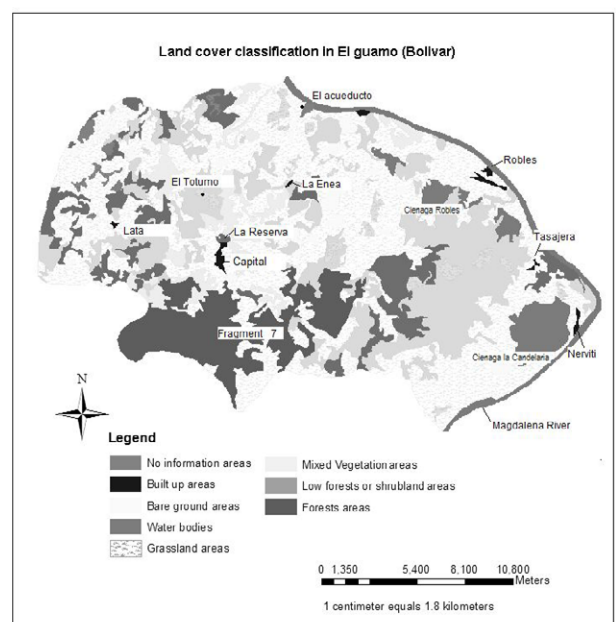 Land cover classification in El guamo (Bolivar)
El acueducto
Robles
El Toturno
La Enea
Cienaga Robles
Lata
La Reserva
Tasajera
Capital
Fragment 7
Cienaga la Candelaria
Nerviti
N
Magdalena River
Legend
No information areas
Built up areas
Bare ground areas
Water bodies
Grassland areas
Mixed Vegetation areas
Low forests or shrubland areas
Forests areas
0 1,350 5,400 8,100 10,800
Meters
1 centimeter equals 1.8 kilometers